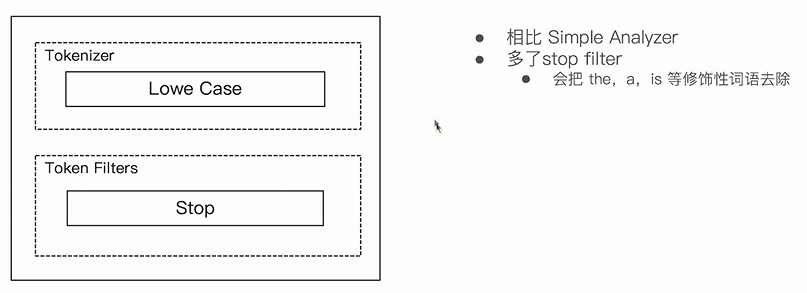 Tokenizer
Lowe Case
Token Filters
Stop
相比 Simple Analyzer
多了stop filter
会把 the，a，is 等修饰性词语去除